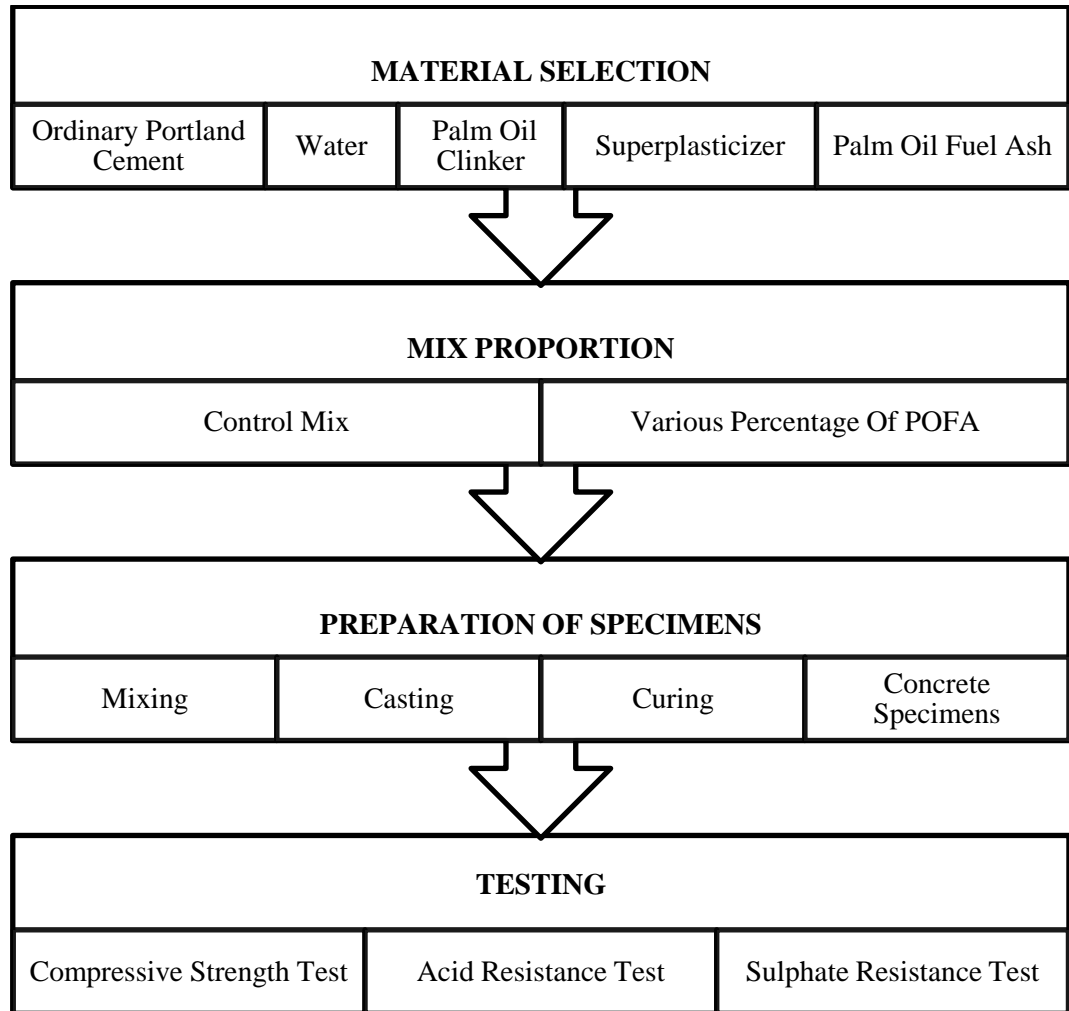 MATERIAL SELECTION
Ordinary Portland
Cement
Water
Palm Oil
Clinker
Superplasticizer
Palm Oil Fuel Ash
MIX PROPORTION
Control Mix
Various Percentage Of POFA
PREPARATION OF SPECIMENS
Mixing
Casting
Curing
Concrete
Specimens
TESTING
Compressive Strength Test
Acid Resistance Test
Sulphate Resistance Test